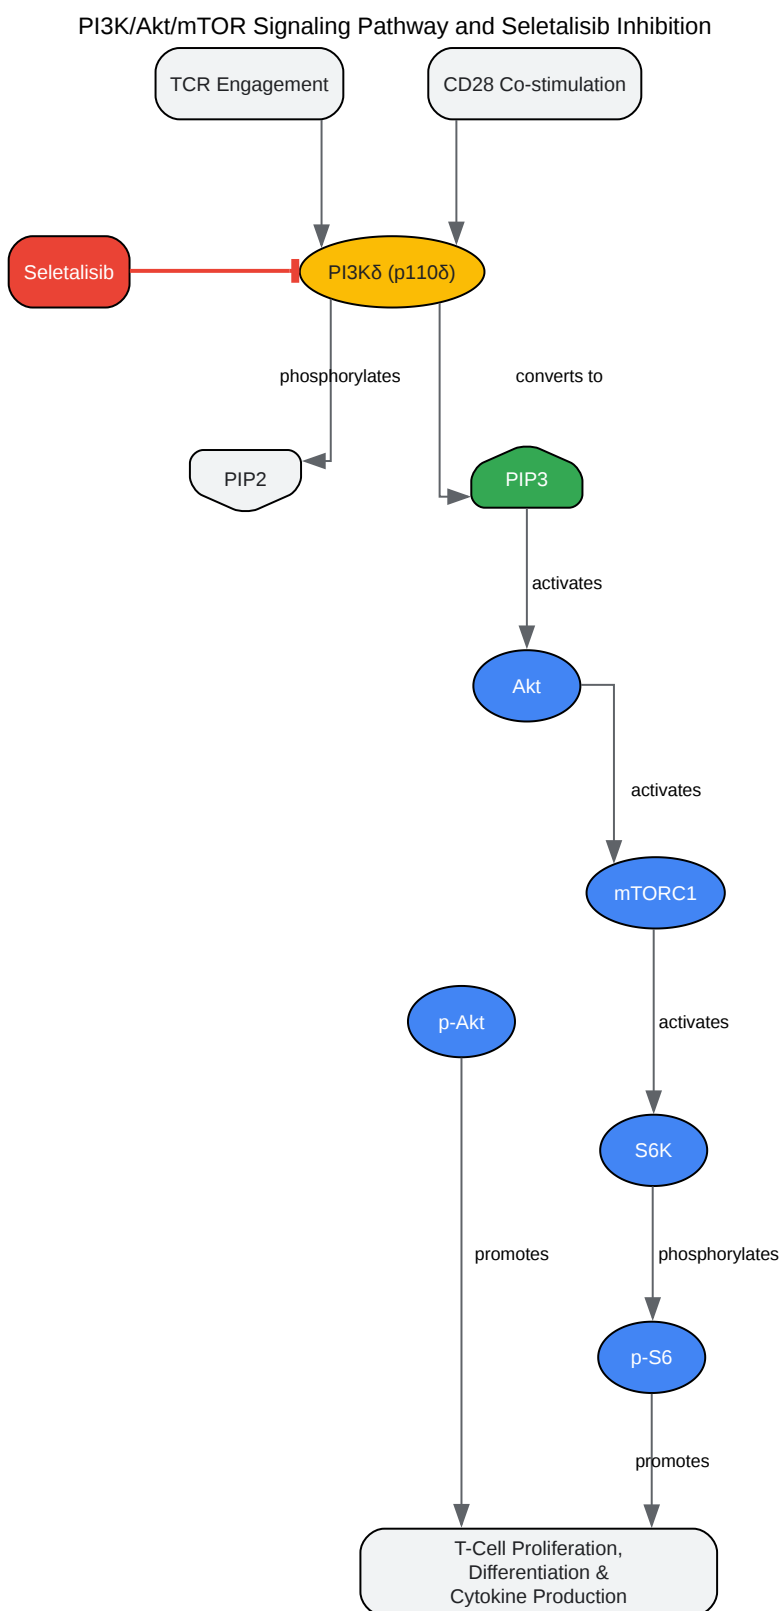 PI3K/Akt/mTOR Signaling Pathway and Seletalisib Inhibition
TCR Engagement
CD28 Co-stimulation
Seletalisib
PI3Kδ (p110δ)
phosphorylates
converts to
PIP2
PIP3
activates
Akt
activates
mTORC1
p-Akt
activates
S6K
promotes
phosphorylates
p-S6
promotes
T-Cell Proliferation,
Differentiation &
Cytokine Production